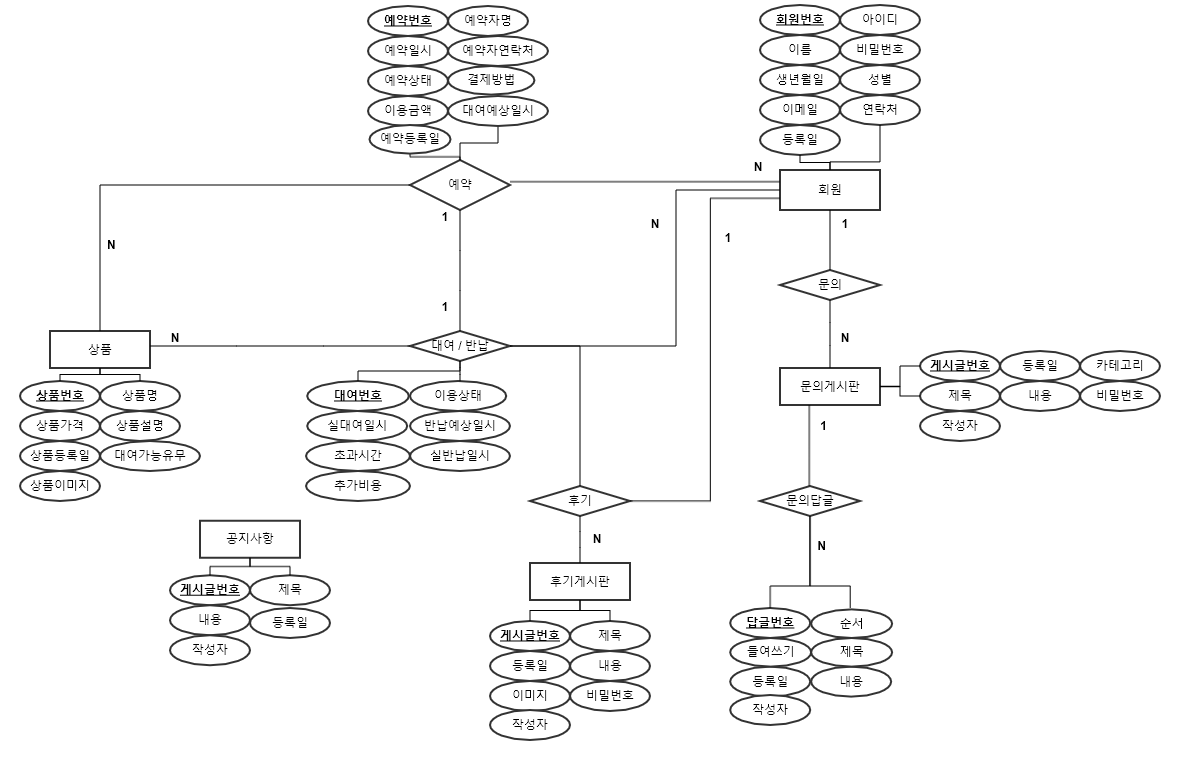 예약번호 예약자명
예약일시 예약자연락처
예약상태 결제방법
이용금액 대여예상일시
예약등록일
예약
회원번호 아이디
이름 비밀번호
생년월일 성별
이메일 연락처
등록일
회원
N
1
N
N
1
1
문의
N
1
상품
N
대여 / 반납
상품번호 상품명
상품가격 상품설명
상품등록일 대여가능유무
상품이미지
대여번호 이용상태
실대여일시 반납예상일시
초과시간 실반납일시
추가비용
문의게시판
게시글번호 등록일 카테고리
제목 내용 비밀번호
작성자
1
후기
문의답글
N
N
공지사항
게시글번호 제목
내용 등록일
작성자
후기게시판
게시글번호 제목
등록일 내용
이미지 비밀번호
작성자
답글번호 순서
들여쓰기 제목
등록일 내용
작성자